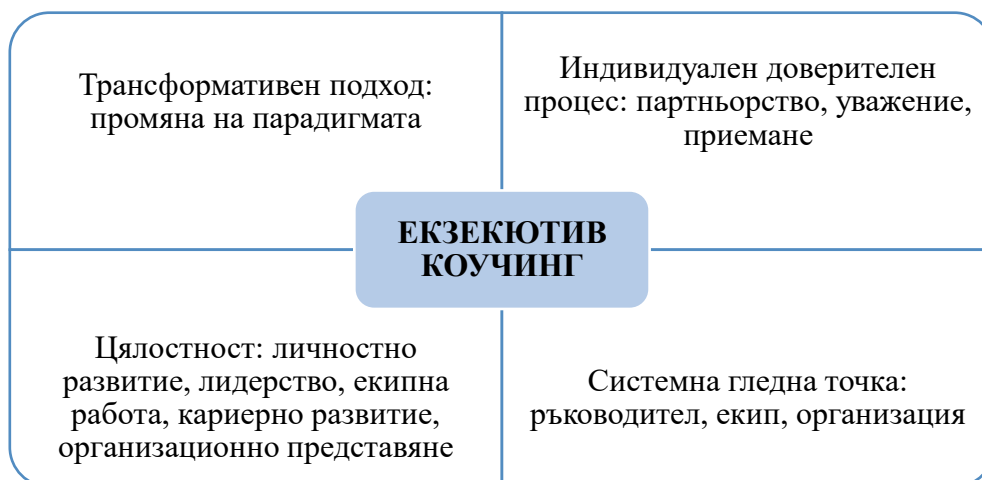 Трансформативен подход:
промяна на парадигмата
Индивидуален доверителен
процес: партньорство, уважение,
приемане
ЕКЗЕКЮТИВ
КОУЧИНГ
Цялостност: личностно
развитие, лидерство, екипна
работа, кариерно развитие,
организационно представяне
Системна гледна точка:
ръководител, екип, организация